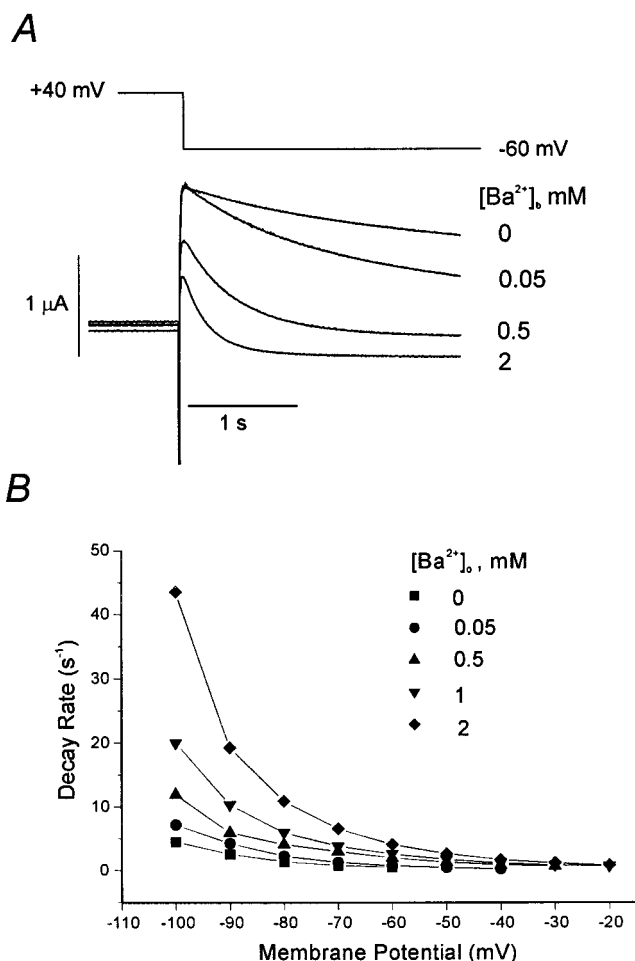 A
+40 mV
-60 mV
[Ba²⁺]ₒ mM
0
0.05
0.5
2
1 μA
1 s
B
[Ba²⁺]ₒ , mM
0
0.05
0.5
1
2
Decay Rate (s⁻¹)
50
40
30
20
10
0
-110 -100 -90 -80 -70 -60 -50 -40 -30 -20
Membrane Potential (mV)